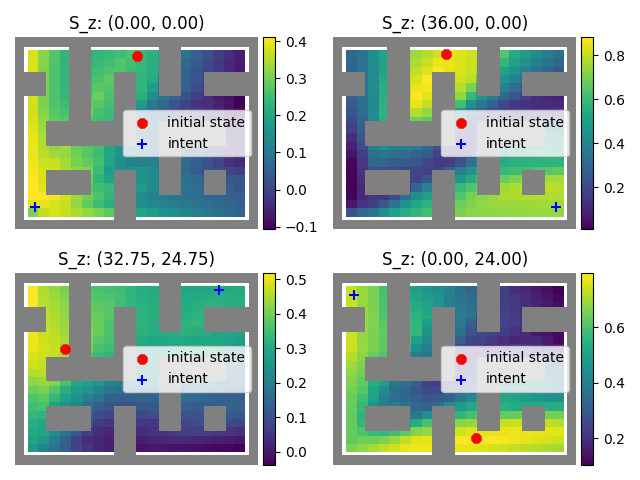 S_z: (0.00, 0.00)
S_z: (36.00, 0.00)
0.4
0.3
0.2
0.1
0.0
−0.1
initial state
intent
0.8
0.6
0.4
0.2
initial state
intent
S_z: (32.75, 24.75)
S_z: (0.00, 24.00)
0.5
0.4
0.3
0.2
0.1
0.0
initial state
intent
0.6
0.4
0.2
initial state
intent